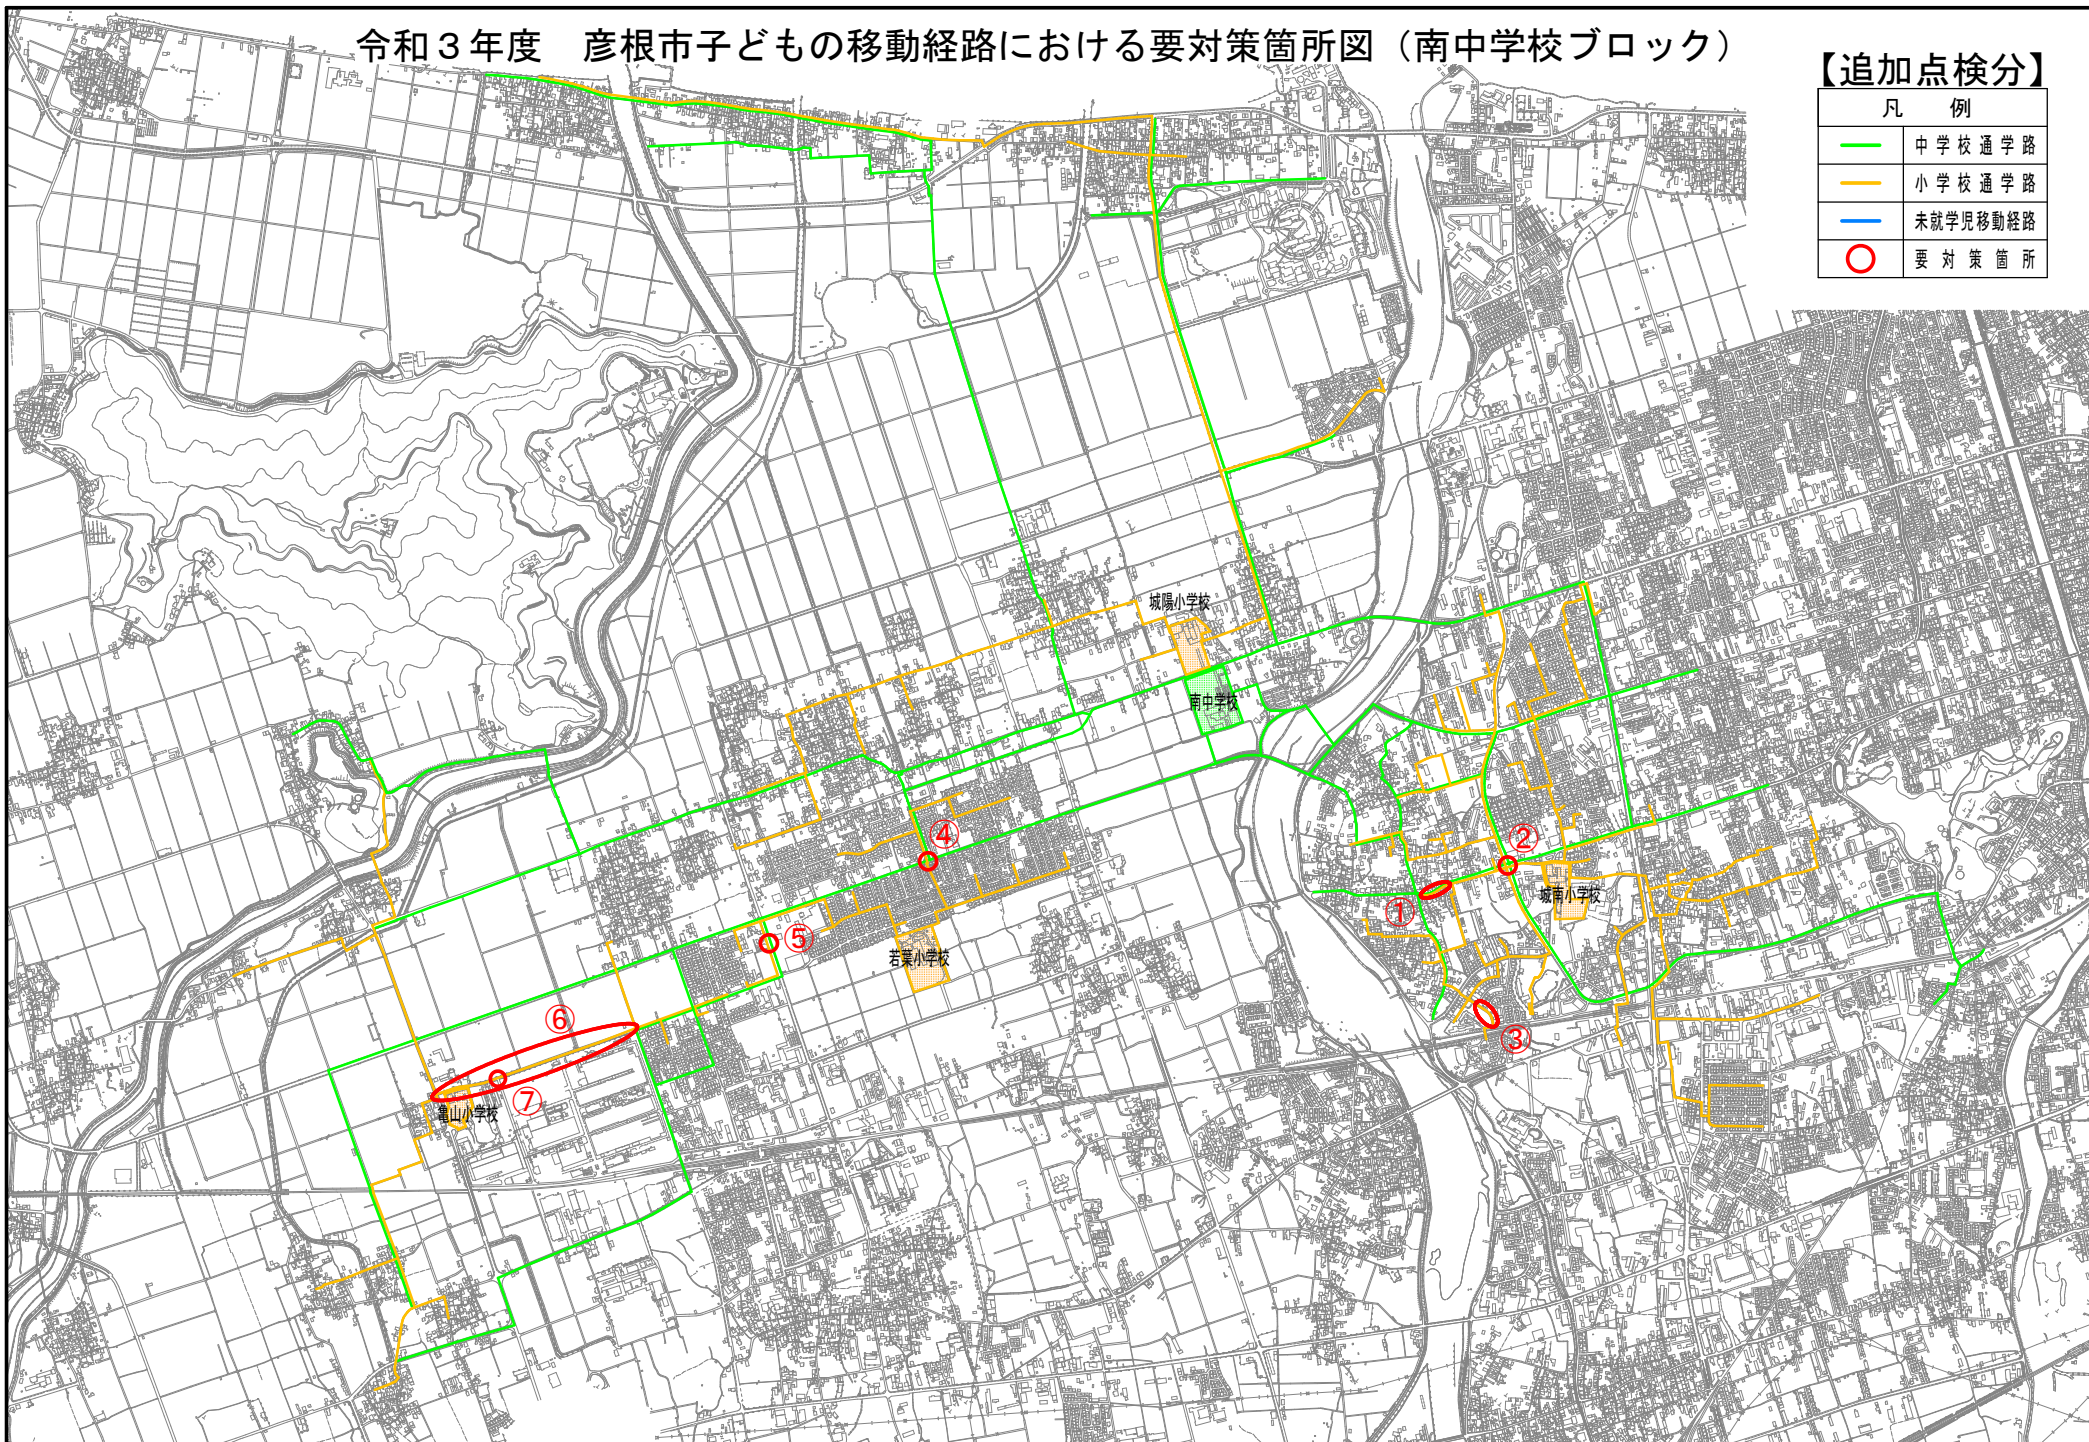 令和３年度　彦根市子どもの移動経路における要対策箇所図（南中学校ブロック）
【追加点検分】
凡　例
中学校通学路
小学校通学路
未就学児移動経路
要対策箇所
城陽小学校
南中学校
④
②
城南小学校
①
⑤
若葉小学校
⑥
③
⑦
亀山小学校